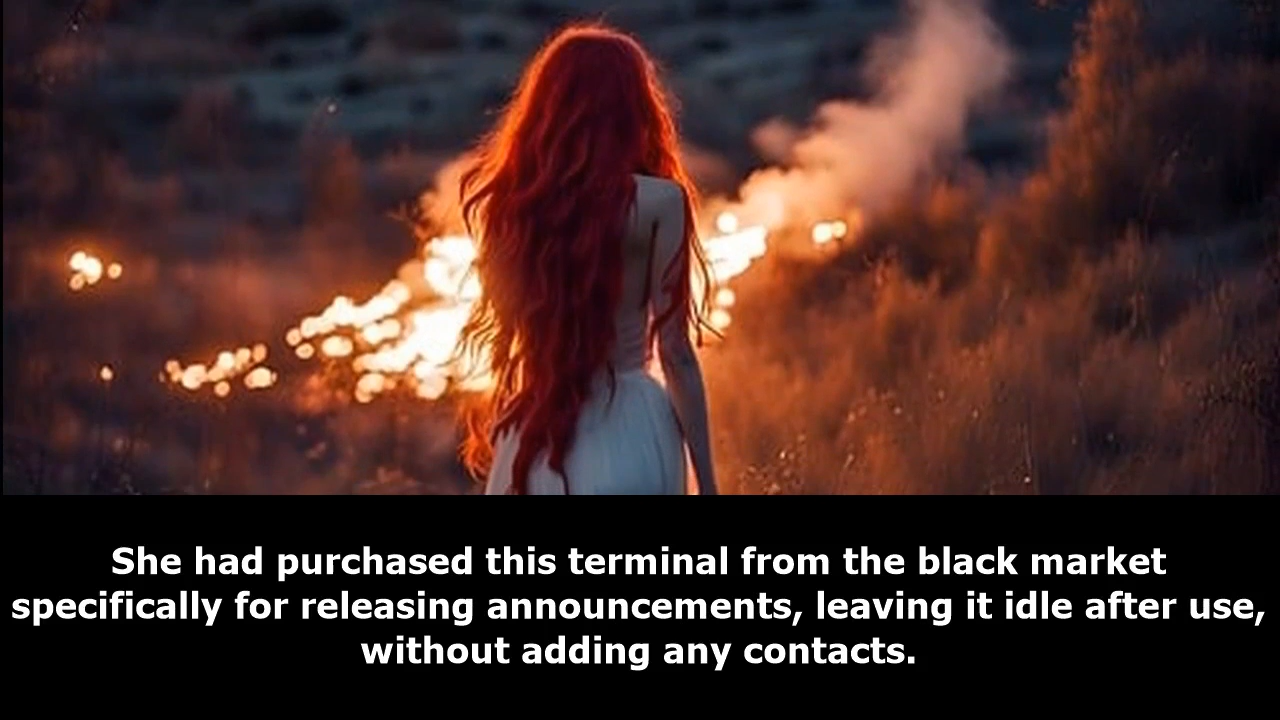 She had purchased this terminal from the black market
specifically for releasing announcements, leaving it idle after use,
without adding any contacts.